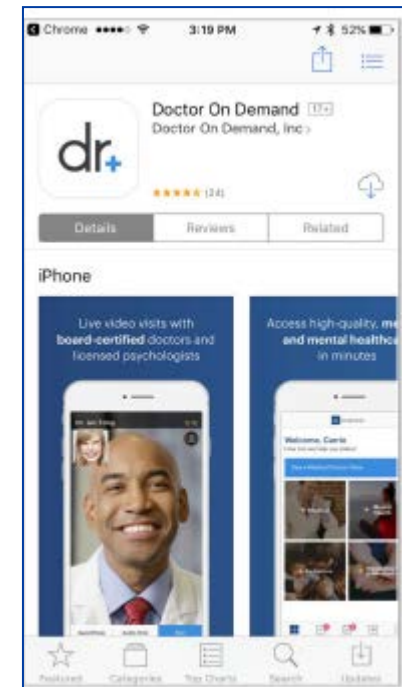 Chrome 3:19 PM 52%
Doctor On Demand 17+
Doctor On Demand, Inc >
dr+
★★★★★ (24)
Details Reviews Related
iPhone
Live video visits with
board-certified doctors and
licensed psychologists
Access high-quality, me
and mental healthca
in minutes
Welcome, Carrie
Featured Categories Top Charts Search Updates